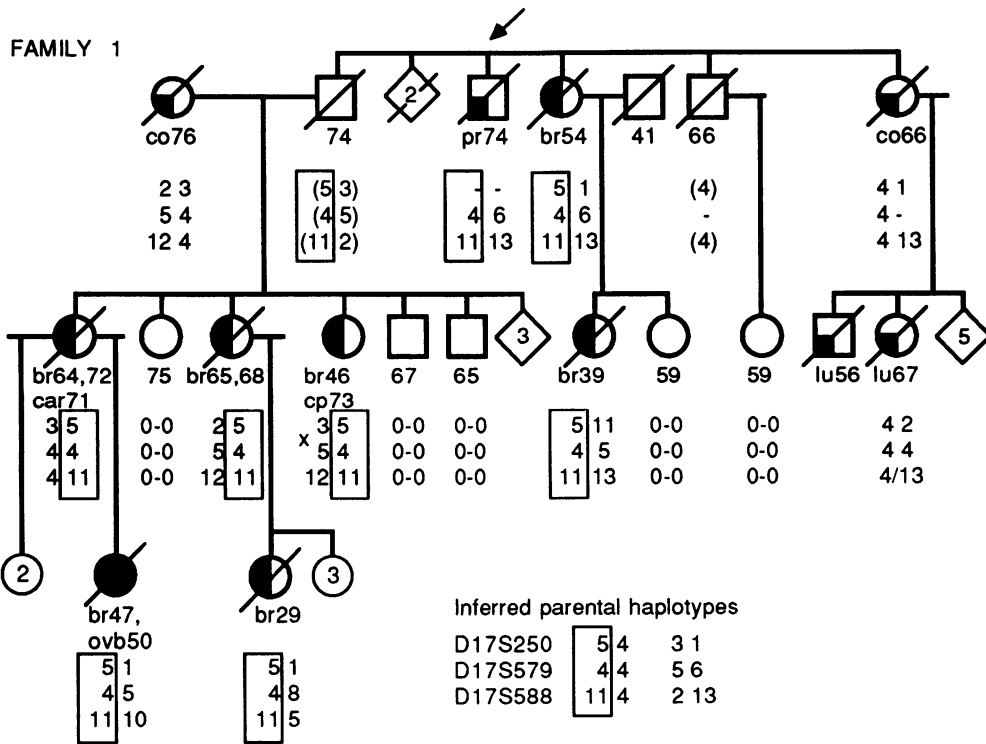 FAMILY 1
2
co76 74 pr74 br54 41 66 co66
2 3 (5 3) - - 5 1 (4) 4 1
5 4 (4 5) 4 6 4 6 - 4 -
12 4 (11 2) 11 13 11 13 (4) 4 13
3 5
br64,72 75 br65,68 br46 67 65 br39 59 59 lu56 lu67
car71 cp73
3 5 0-0 2 5 3 5 0-0 0-0 5 11 0-0 0-0 4 2
4 4 0-0 5 4 x 5 4 0-0 0-0 4 5 0-0 0-0 4 4
4 11 0-0 12 11 12 11 0-0 0-0 11 13 0-0 0-0 4/13
2 3
br47, br29
ovb50
5 1 5 1
4 5 4 8
11 10 11 5
Inferred parental haplotypes
D17S250 5 4 3 1
D17S579 4 4 5 6
D17S588 11 4 2 13